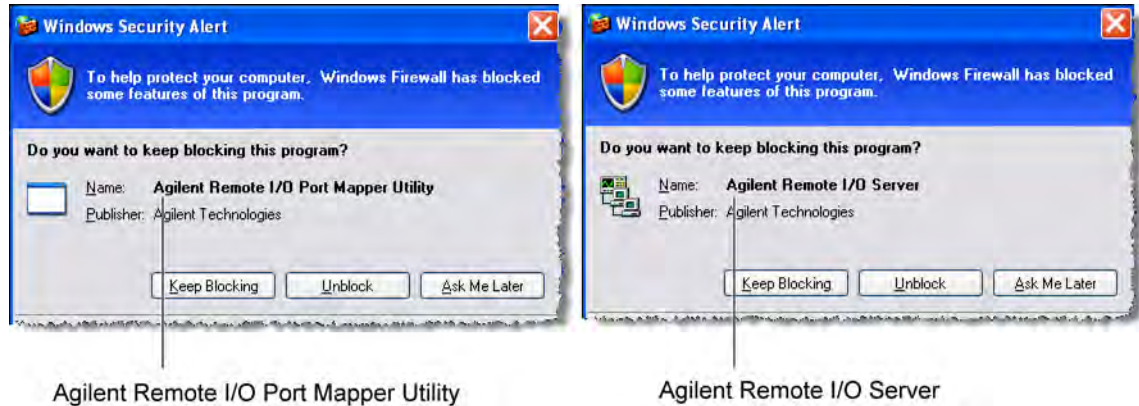 Windows Security Alert
To help protect your computer, Windows Firewall has blocked
some features of this program.
Do you want to keep blocking this program?
Name: Agilent Remote I/O Port Mapper Utility
Publisher: Agilent Technologies
Keep Blocking Unblock Ask Me Later
Agilent Remote I/O Port Mapper Utility
Windows Security Alert
To help protect your computer, Windows Firewall has blocked
some features of this program.
Do you want to keep blocking this program?
Name: Agilent Remote I/O Server
Publisher: Agilent Technologies
Keep Blocking Unblock Ask Me Later
Agilent Remote I/O Server